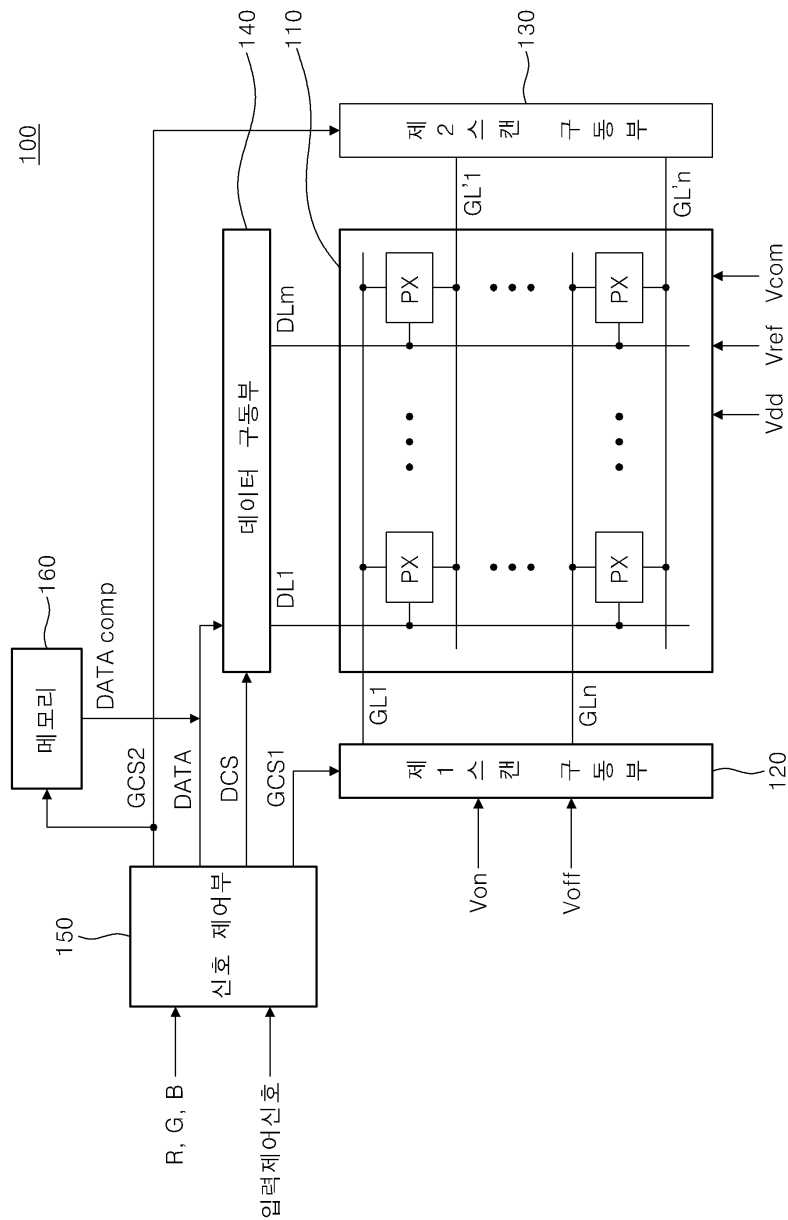 100
160
메모리
140
110
150
신호 제어부
R, G, B
입력제어신호
GCS2
DATA
DCS
GCS1
DATA comp
데이터 구동부
DL1
DLm
130
제 2 스캔 구동부
GL'1
GL'n
제 1 스캔 구동부
120
Von
Voff
GL1
GLn
PX
PX
PX
PX
Vdd
Vref
Vcom